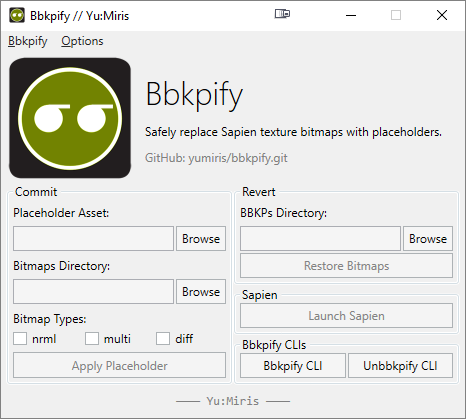 Bbkpify // Yu:Miris
Bbkpify Options
Bbkpify
Safely replace Sapien texture bitmaps with placeholders.
GitHub: yumiris/bbkpify.git
Commit
Placeholder Asset:
Browse
Bitmaps Directory:
Browse
Bitmap Types:
nrml multi diff
Apply Placeholder
Revert
BBKPs Directory:
Browse
Restore Bitmaps
Sapien
Launch Sapien
Bbkpify CLIs
Bbkpify CLI Unbbkpify CLI
—— Yu:Miris ——